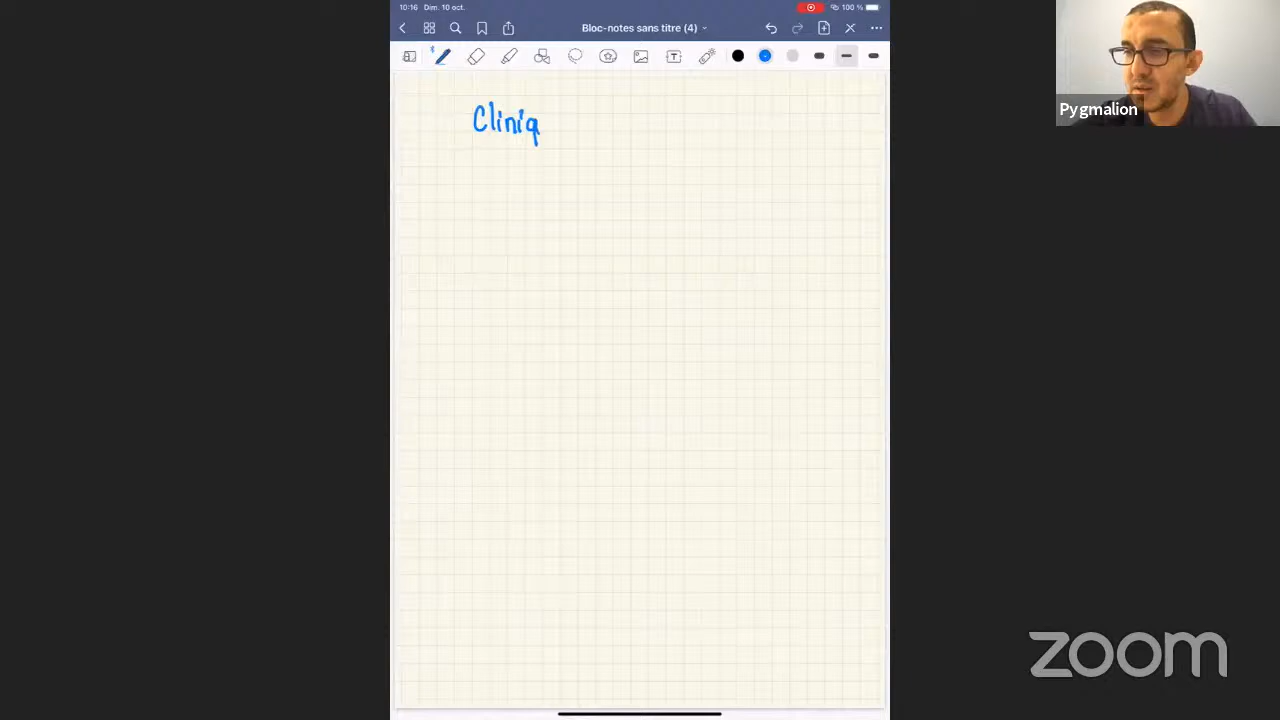 10:16 Dim. 10 oct. 100 %
Bloc-notes sans titre (4)
T
Cliniq
Pygmalion
zoom